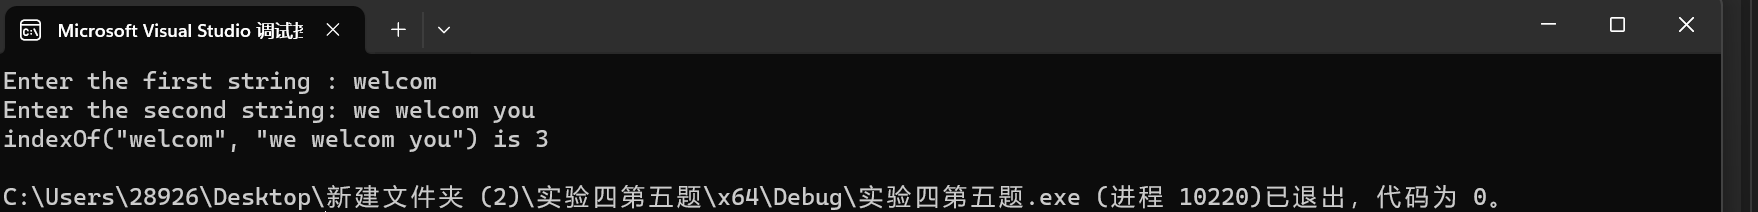 Microsoft Visual Studio 调试
Enter the first string : welcom
Enter the second string: we welcom you
indexOf("welcom", "we welcom you") is 3
C:\Users\28926\Desktop\新建文件夹 (2)\实验四第五题\x64\Debug\实验四第五题.exe (进程 10220)已退出，代码为 0。